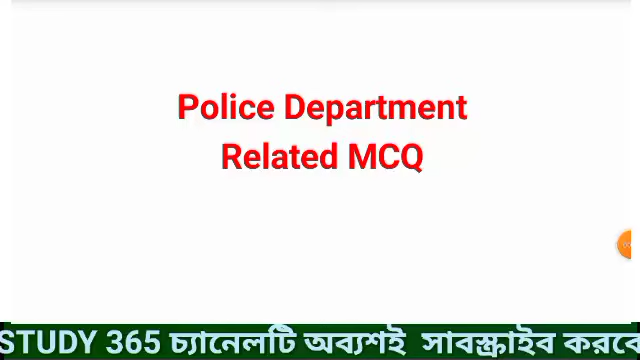 Police Department
Related MCQ
STUDY 365 চ্যানেলটি অব্যশই সাবস্ক্রাইব করবে